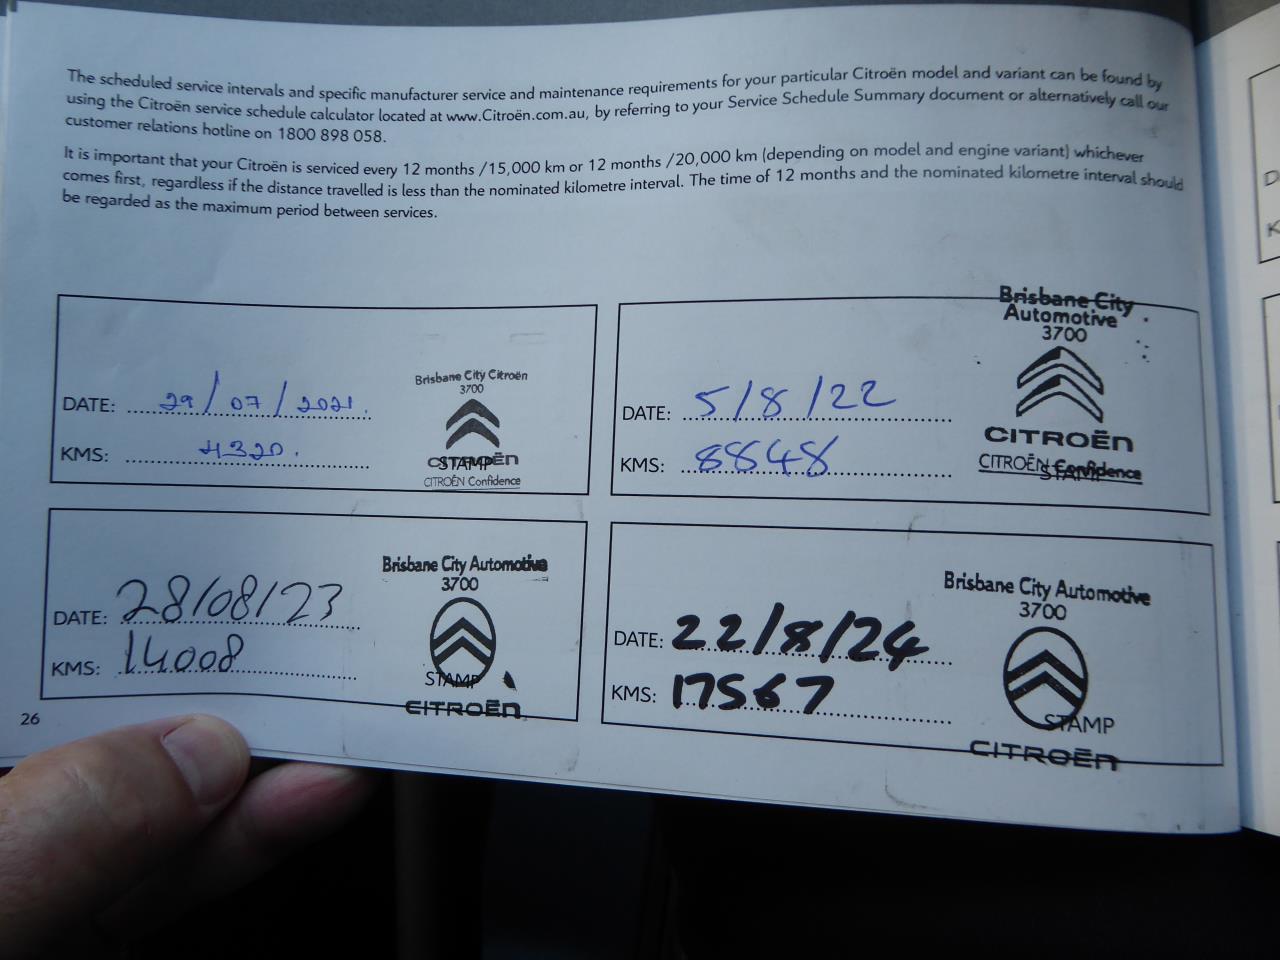 The scheduled service intervals and specific manufacturer service and maintenance requirements for your particular Citroën model and variant can be found by
using the Citroën service schedule calculator located at www.Citroën.com.au, by referring to your Service Schedule Summary document or alternatively call our
customer relations hotline on 1800 898 058.
It is important that your Citroën is serviced every 12 months /15,000 km or 12 months /20,000 km (depending on model and engine variant) whichever
comes first, regardless if the distance travelled is less than the nominated kilometre interval. The time of 12 months and the nominated kilometre interval should
be regarded as the maximum period between services.
Brisbane City Citroën
3700
DATE: 29/07/2021.
KMS: 4320.
STAMP
CITROËN
CITROËN Confidence
Brisbane City
Automotive
3700
DATE: 5/8/22
KMS: 8848
CITROËN
CITROËN Confidence
STAMP
Brisbane City Automotive
3700
DATE: 28/08/23
KMS: 14008
STAMP
CITROËN
Brisbane City Automotive
3700
DATE: 22/8/24
KMS: 17567
STAMP
CITROËN
26
D
K